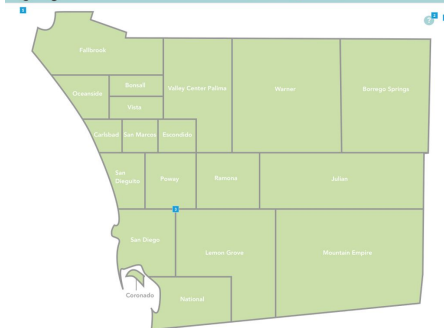 Fallbrook
Oceanside
Bonsall
Vista
Valley Center Palma
Warner
Borrego Springs
Carlsbad
San Marcos
Escondido
San
Dieguito
Poway
Ramona
Julian
San Diego
Lemon Grove
Mountain Empire
Coronado
National